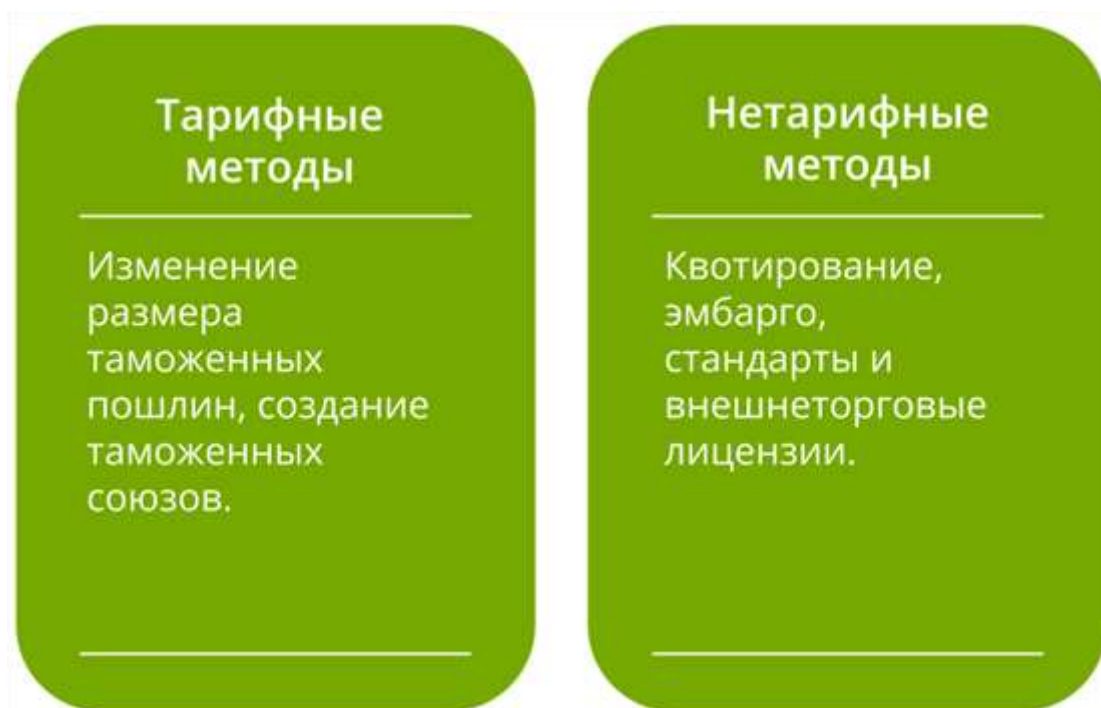 Тарифные
методы
Изменение
размера
таможенных
пошлин, создание
таможенных
союзов.
Нетарифные
методы
Квотирование,
эмбарго,
стандарты и
внешнеторговые
лицензии.